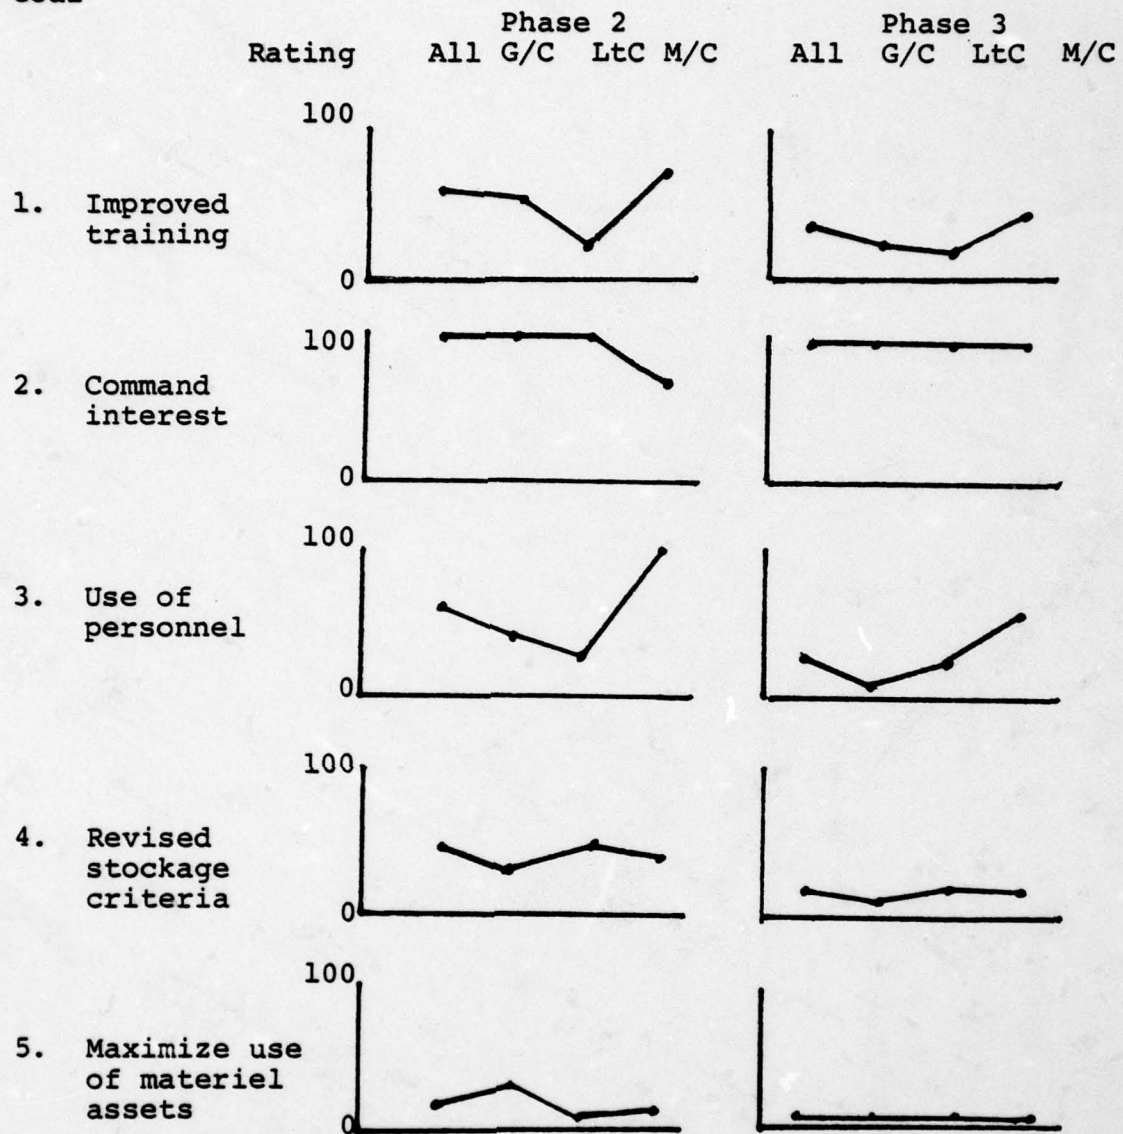 Phase 2 Phase 3
Rating All G/C LtC M/C All G/C LtC M/C
100
1. Improved
training
0
100
2. Command
interest
0
100
3. Use of
personnel
0
100
4. Revised
stockage
criteria
0
100
5. Maximize use
of materiel
assets
0